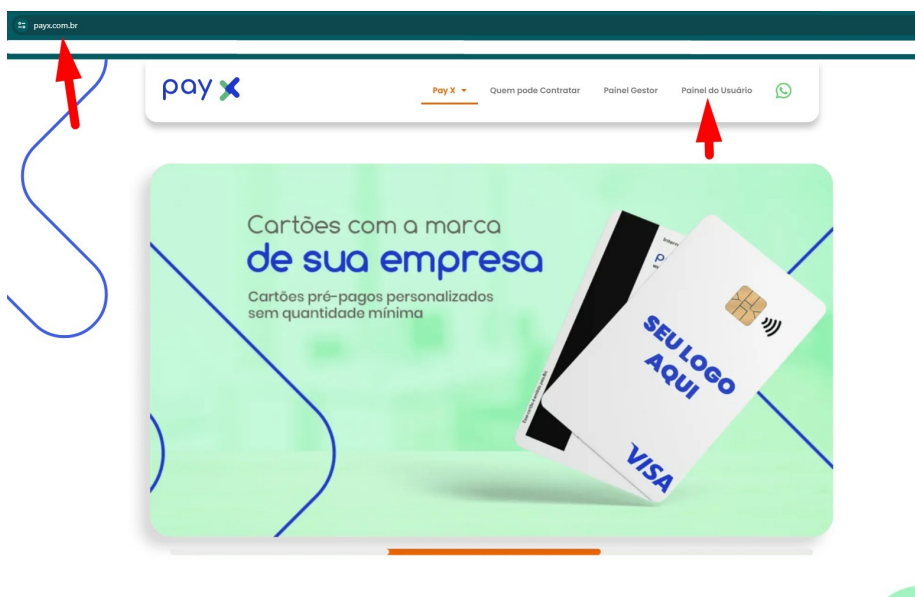 payx.com.br
pay X
Pay X
Quem pode Contratar
Painel Gestor
Painel do Usuário
Cartões com a marca
de sua empresa
Cartões pré-pagos personalizados
sem quantidade mínima
SEU LOGO
AQUI
VISA